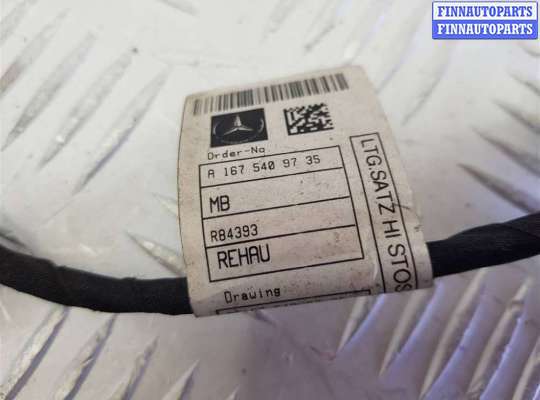 FINNAUTOPARTS
FINNAUTOPARTS
Order-No
A 167 540 97 35
MB
R84393
REHAU
Drawing
LTG.SATZ HI STOS